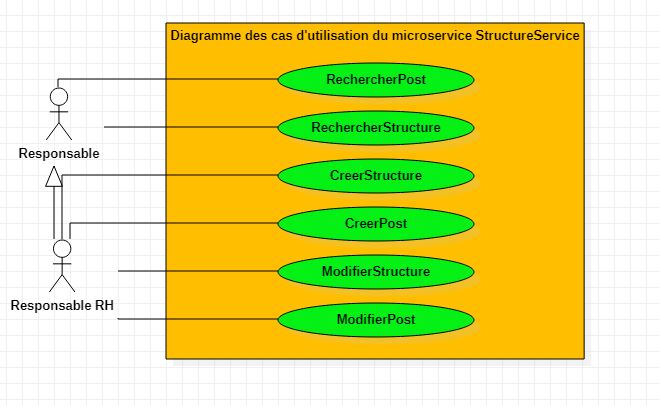 Diagramme des cas d'utilisation du microservice StructureService
RechercherPost
RechercherStructure
Responsable
CreerStructure
CreerPost
ModifierStructure
Responsable RH
ModifierPost